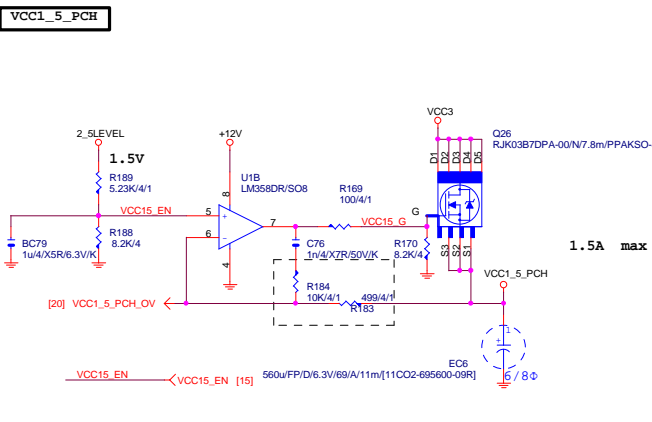 VCC1_5_PCH
VCC3
2_5LEVEL
+12V
Q26
RJK03B7DPA-00/N/7.8m/PPAKSO-
D1
D2
D3
D4
D5
1.5V
R189
5.23K/4/1
U1B
LM358DR/SO8
R169
100/4/1
8
VCC15_EN
5
+
7
VCC15_G
G
6
-
4
BC79
1u/4/X5R/6.3V/K
R188
8.2K/4
C76
1n/4/X7R/50V/K
R170
8.2K/4
S3
S2
S1
1.5A max
VCC1_5_PCH
R184
10K/4/1
499/4/1
R183
[20] VCC1_5_PCH_OV
1
+
EC6
560u/FP/D/6.3V/69/A/11m/[11CO2-695600-09R]
6/8Φ
VCC15_EN
VCC15_EN [15]